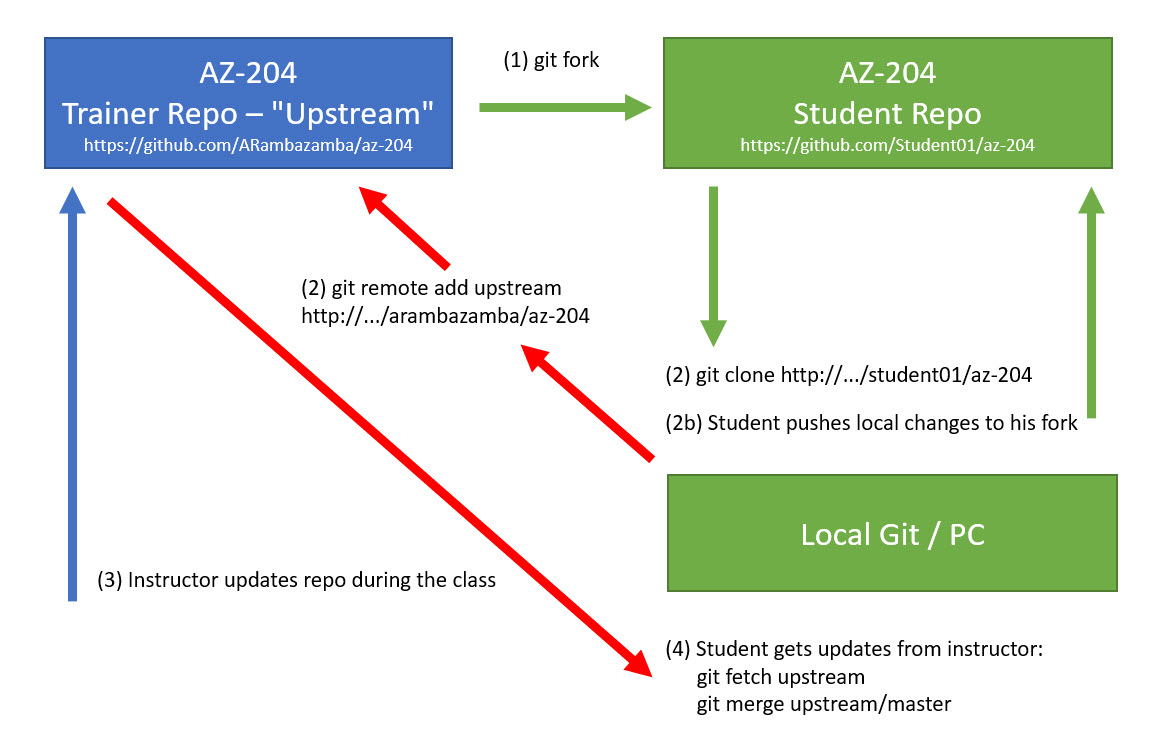 AZ-204
Trainer Repo – "Upstream"
https://github.com/ARambazamba/az-204
(1) git fork
AZ-204
Student Repo
https://github.com/Student01/az-204
(2) git remote add upstream
http://.../arambazamba/az-204
(2) git clone http://.../student01/az-204
(2b) Student pushes local changes to his fork
Local Git / PC
(3) Instructor updates repo during the class
(4) Student gets updates from instructor:
git fetch upstream
git merge upstream/master